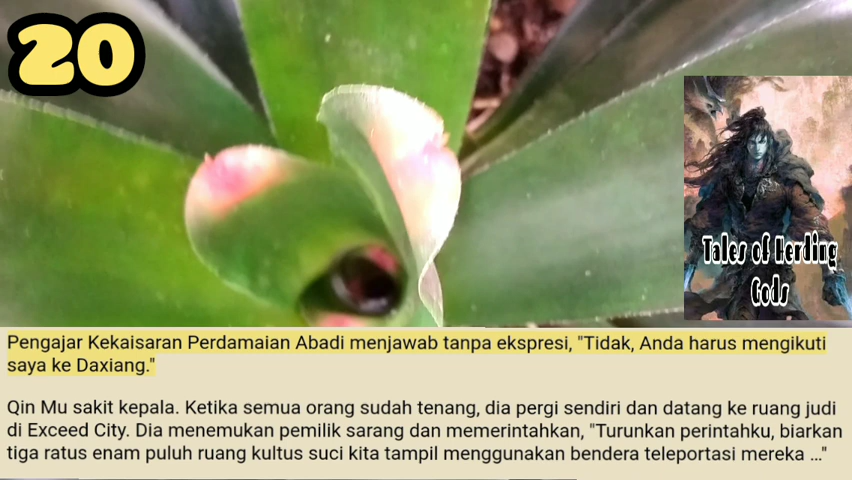 20
Tales of Herding
Gods
Pengajar Kekaisaran Perdamaian Abadi menjawab tanpa ekspresi, "Tidak, Anda harus mengikuti
saya ke Daxiang."
Qin Mu sakit kepala. Ketika semua orang sudah tenang, dia pergi sendiri dan datang ke ruang judi
di Exceed City. Dia menemukan pemilik sarang dan memerintahkan, "Turunkan perintahku, biarkan
tiga ratus enam puluh ruang kultus suci kita tampil menggunakan bendera teleportasi mereka …"